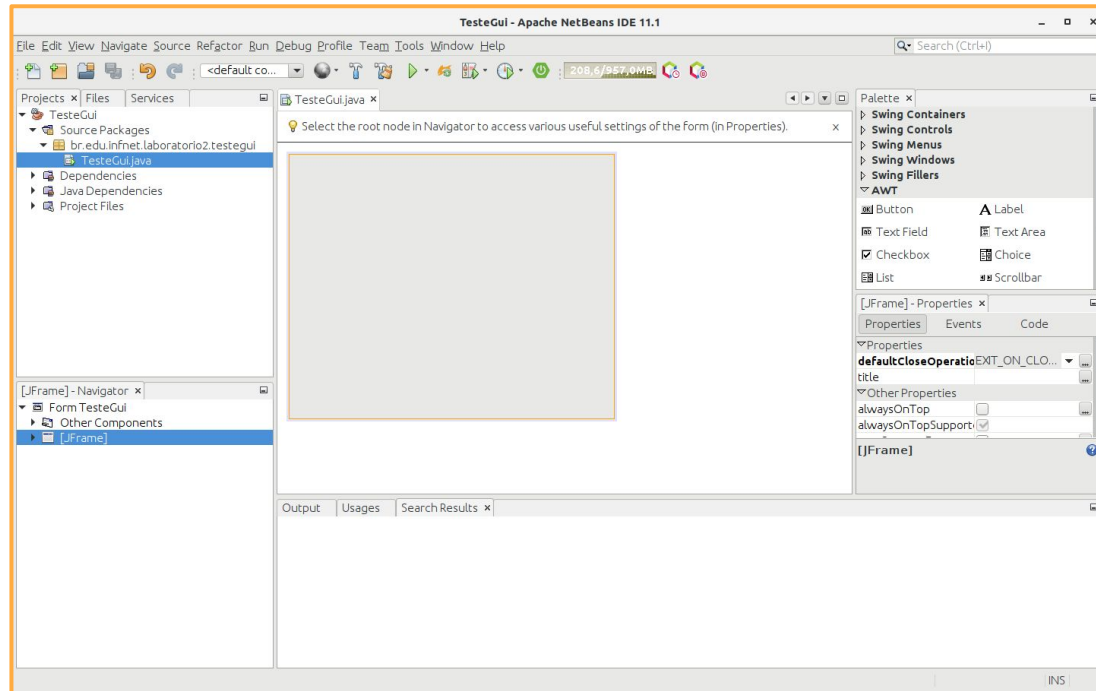 TesteGui - Apache NetBeans IDE 11.1
File Edit View Navigate Source Refactor Run Debug Profile Team Tools Window Help
Search (Ctrl+I)
<default co...
208,6/957,0MB
Projects
Files
Services
TesteGui
Source Packages
br.edu.infnet.laboratorio2.testegui
TesteGui.java
Dependencies
Java Dependencies
Project Files
[JFrame] - Navigator
Form TesteGui
Other Components
[JFrame]
TesteGui.java
Select the root node in Navigator to access various useful settings of the form (in Properties).
Palette
Swing Containers
Swing Controls
Swing Menus
Swing Windows
Swing Fillers
AWT
Button
Label
Text Field
Text Area
Checkbox
Choice
List
Scrollbar
[JFrame] - Properties
Properties Events Code
Properties
defaultCloseOperatio EXIT_ON_CLO...
title
Other Properties
alwaysOnTop
alwaysOnTopSupport
[JFrame]
Output
Usages
Search Results
INS